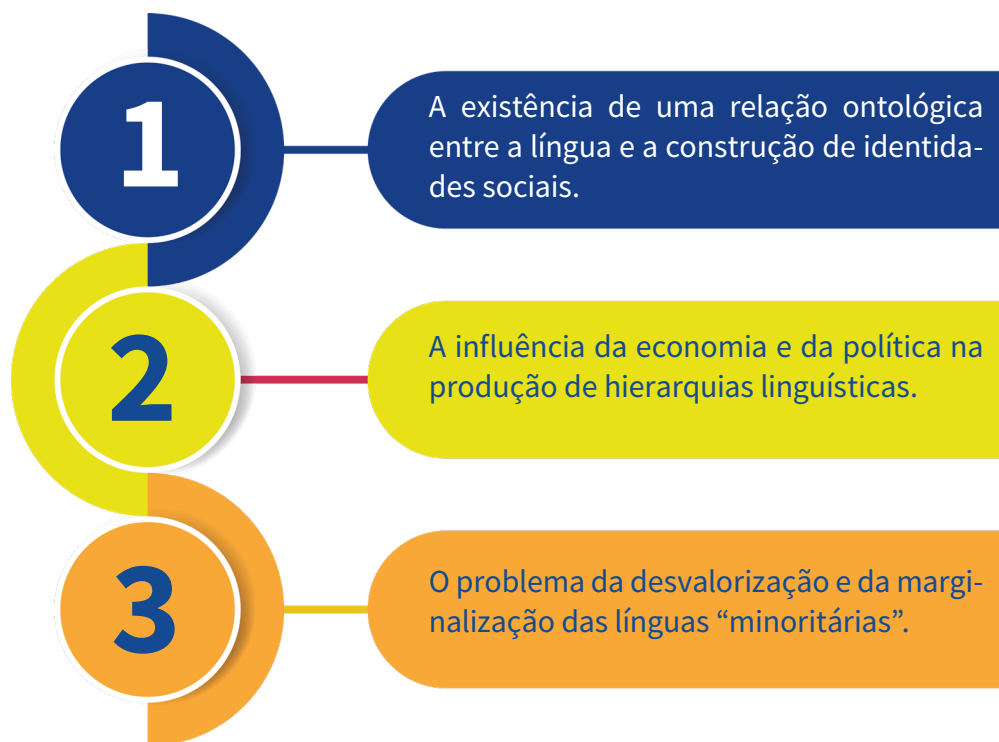 1
A existência de uma relação ontológica
entre a língua e a construção de identida-
des sociais.
2
A influência da economia e da política na
produção de hierarquias linguísticas.
3
O problema da desvalorização e da margi-
nalização das línguas “minoritárias”.